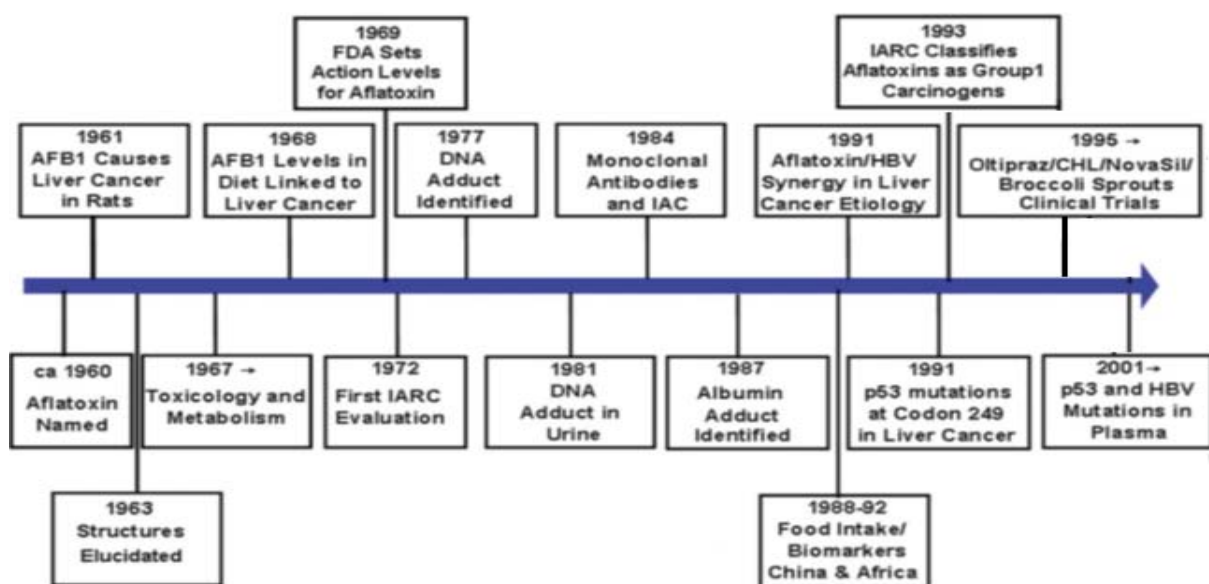 1969
FDA Sets
Action Levels
for Aflatoxin
1993
IARC Classifies
Aflatoxins as Group1
Carcinogens
1961
AFB1 Causes
Liver Cancer
in Rats
1968
AFB1 Levels in
Diet Linked to
Liver Cancer
1977
DNA
Adduct
Identified
1984
Monoclonal
Antibodies
and IAC
1991
Aflatoxin/HBV
Synergy in Liver
Cancer Etiology
1995 →
Oltipraz/CHL/NovaSil/
Broccoli Sprouts
Clinical Trials
ca 1960
Aflatoxin
Named
1967 →
Toxicology and
Metabolism
1972
First IARC
Evaluation
1981
DNA
Adduct in
Urine
1987
Albumin
Adduct
Identified
1991
p53 mutations
at Codon 249
in Liver Cancer
2001→
p53 and HBV
Mutations in
Plasma
1963
Structures
Elucidated
1988-92
Food Intake/
Biomarkers
China & Africa